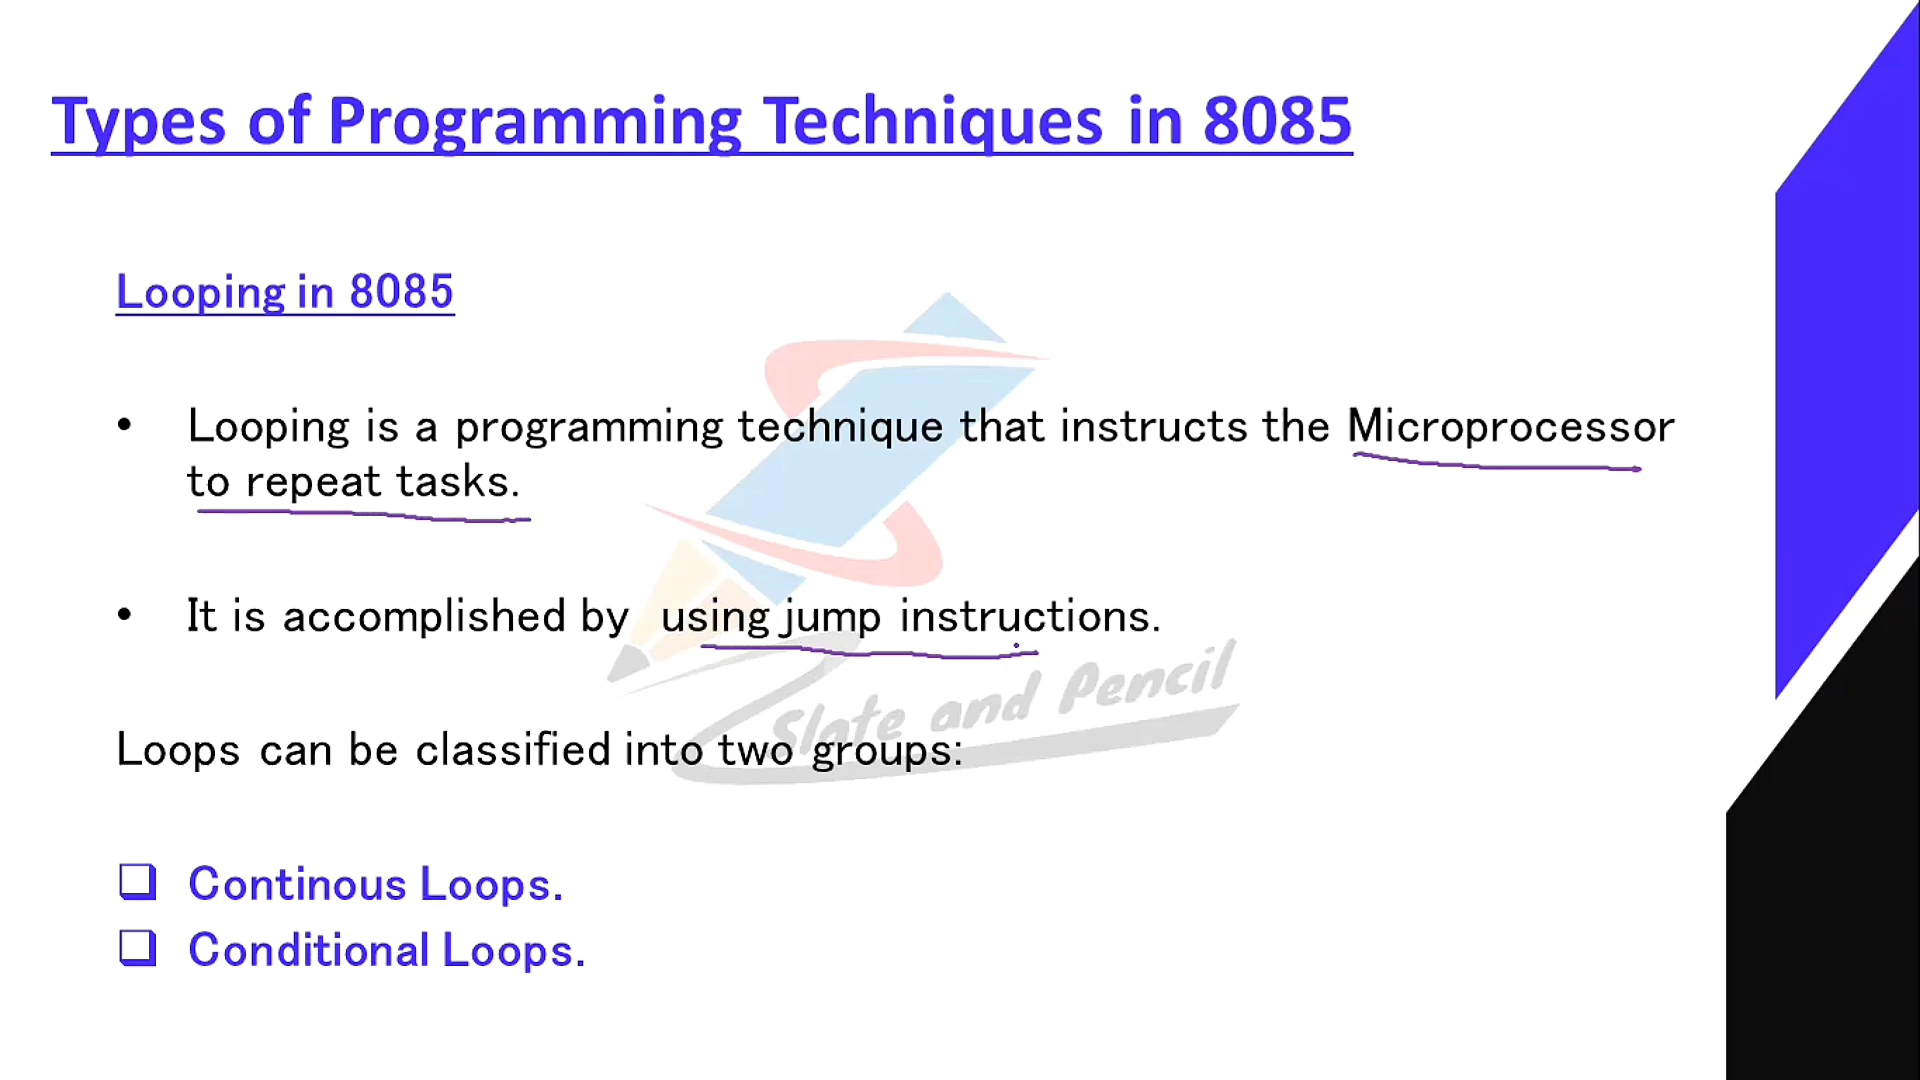 Types of Programming Techniques in 8085
Looping in 8085
• Looping is a programming technique that instructs the Microprocessor
to repeat tasks.
• It is accomplished by using jump instructions.
Slate and Pencil
Loops can be classified into two groups:
❑ Continous Loops.
❑ Conditional Loops.